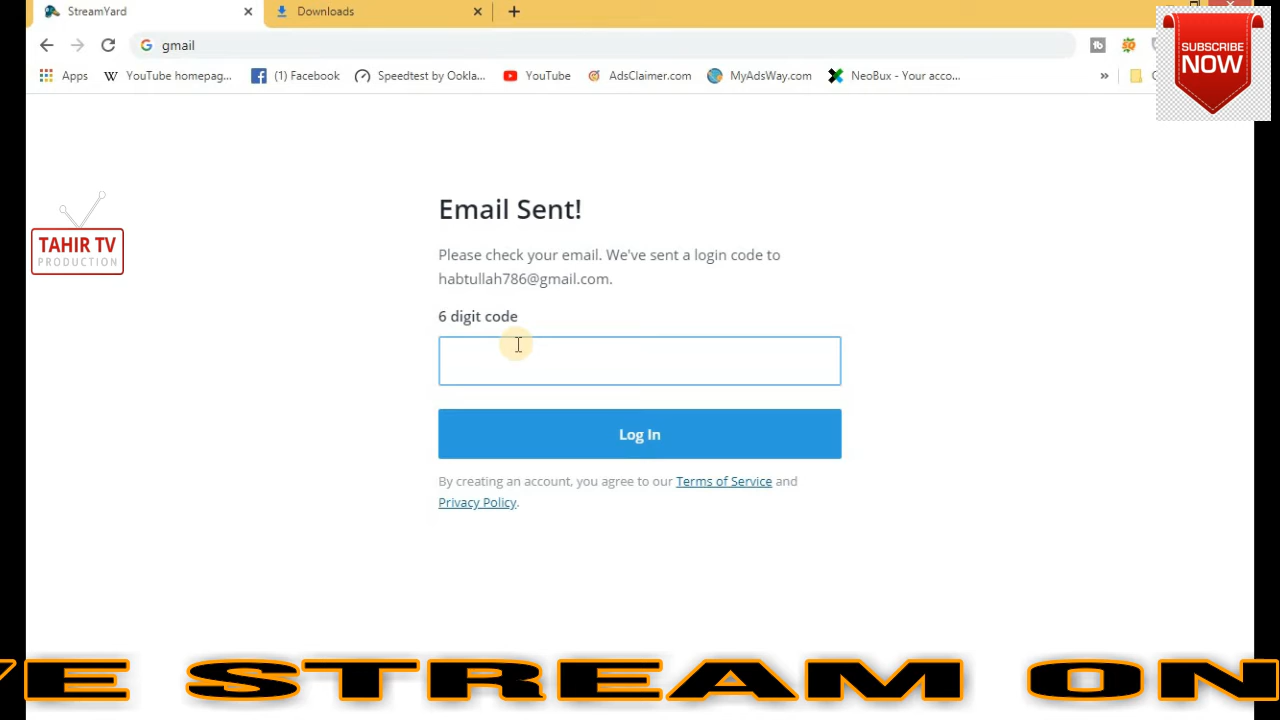 StreamYard
Downloads
gmail
Apps
YouTube homepag...
(1) Facebook
Speedtest by Ookla...
YouTube
AdsClaimer.com
MyAdsWay.com
NeoBux - Your acco...
»
SUBSCRIBE
NOW
TAHIR TV
PRODUCTION
Email Sent!
Please check your email. We've sent a login code to
habtullah786@gmail.com.
6 digit code
Log In
By creating an account, you agree to our Terms of Service and
Privacy Policy.
VE STREAM ON